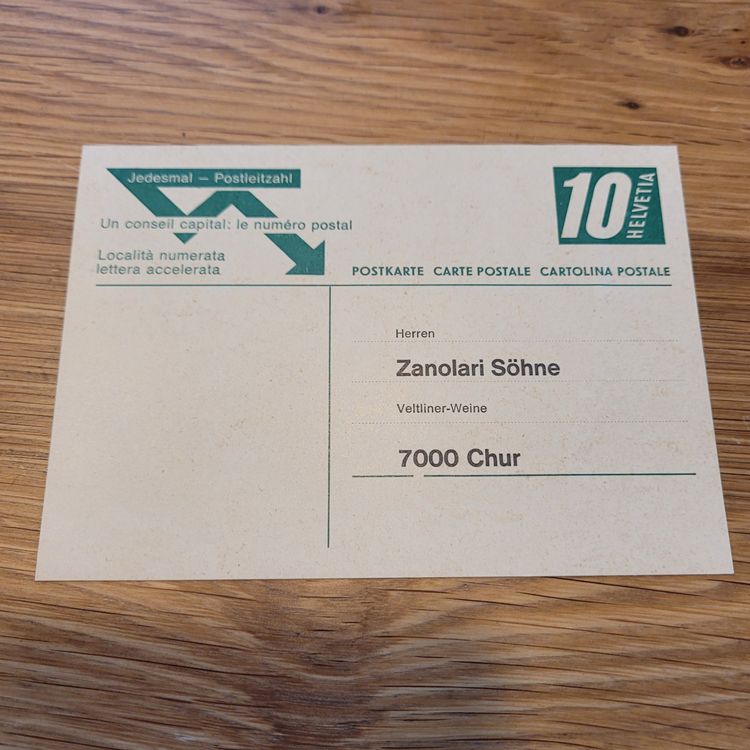 Jedesmal – Postleitzahl
Un conseil capital: le numéro postal
Località numerata
lettera accelerata
10
HELVETIA
POSTKARTE CARTE POSTALE CARTOLINA POSTALE
Herren
Zanolari Söhne
Veltliner-Weine
7000 Chur